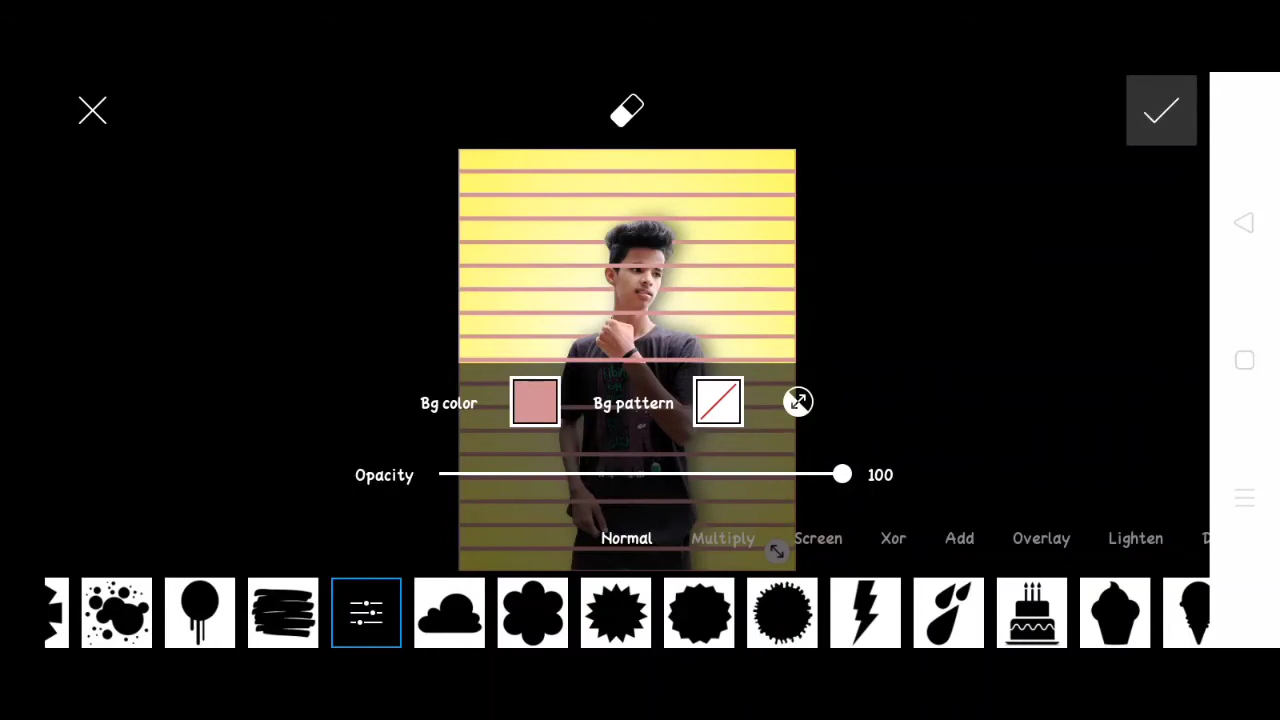 Bg color Bg pattern
Opacity 100
Normal Multiply Screen Xor Add Overlay Lighten D